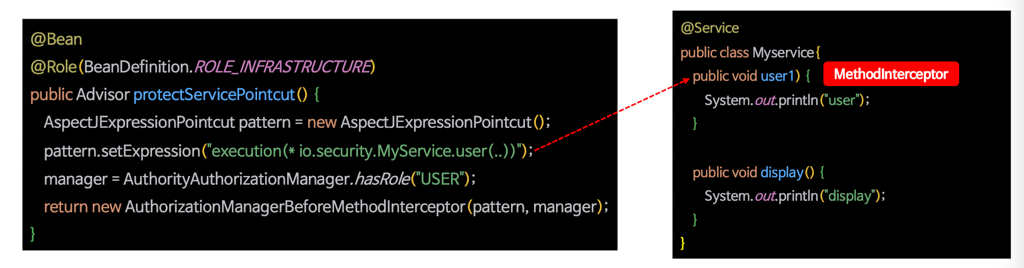 @Bean
@Role(BeanDefinition.ROLE_INFRASTRUCTURE)
public Advisor protectServicePointcut() {
AspectJExpressionPointcut pattern = new AspectJExpressionPointcut();
pattern.setExpression("execution(* io.security.MyService.user(..))");
manager = AuthorityAuthorizationManager.hasRole("USER");
return new AuthorizationManagerBeforeMethodInterceptor(pattern, manager);
}
@Service
public class Myservice{
public void user1) { MethodInterceptor
System.out.println("user");
}
public void display() {
System.out.println("display");
}
}